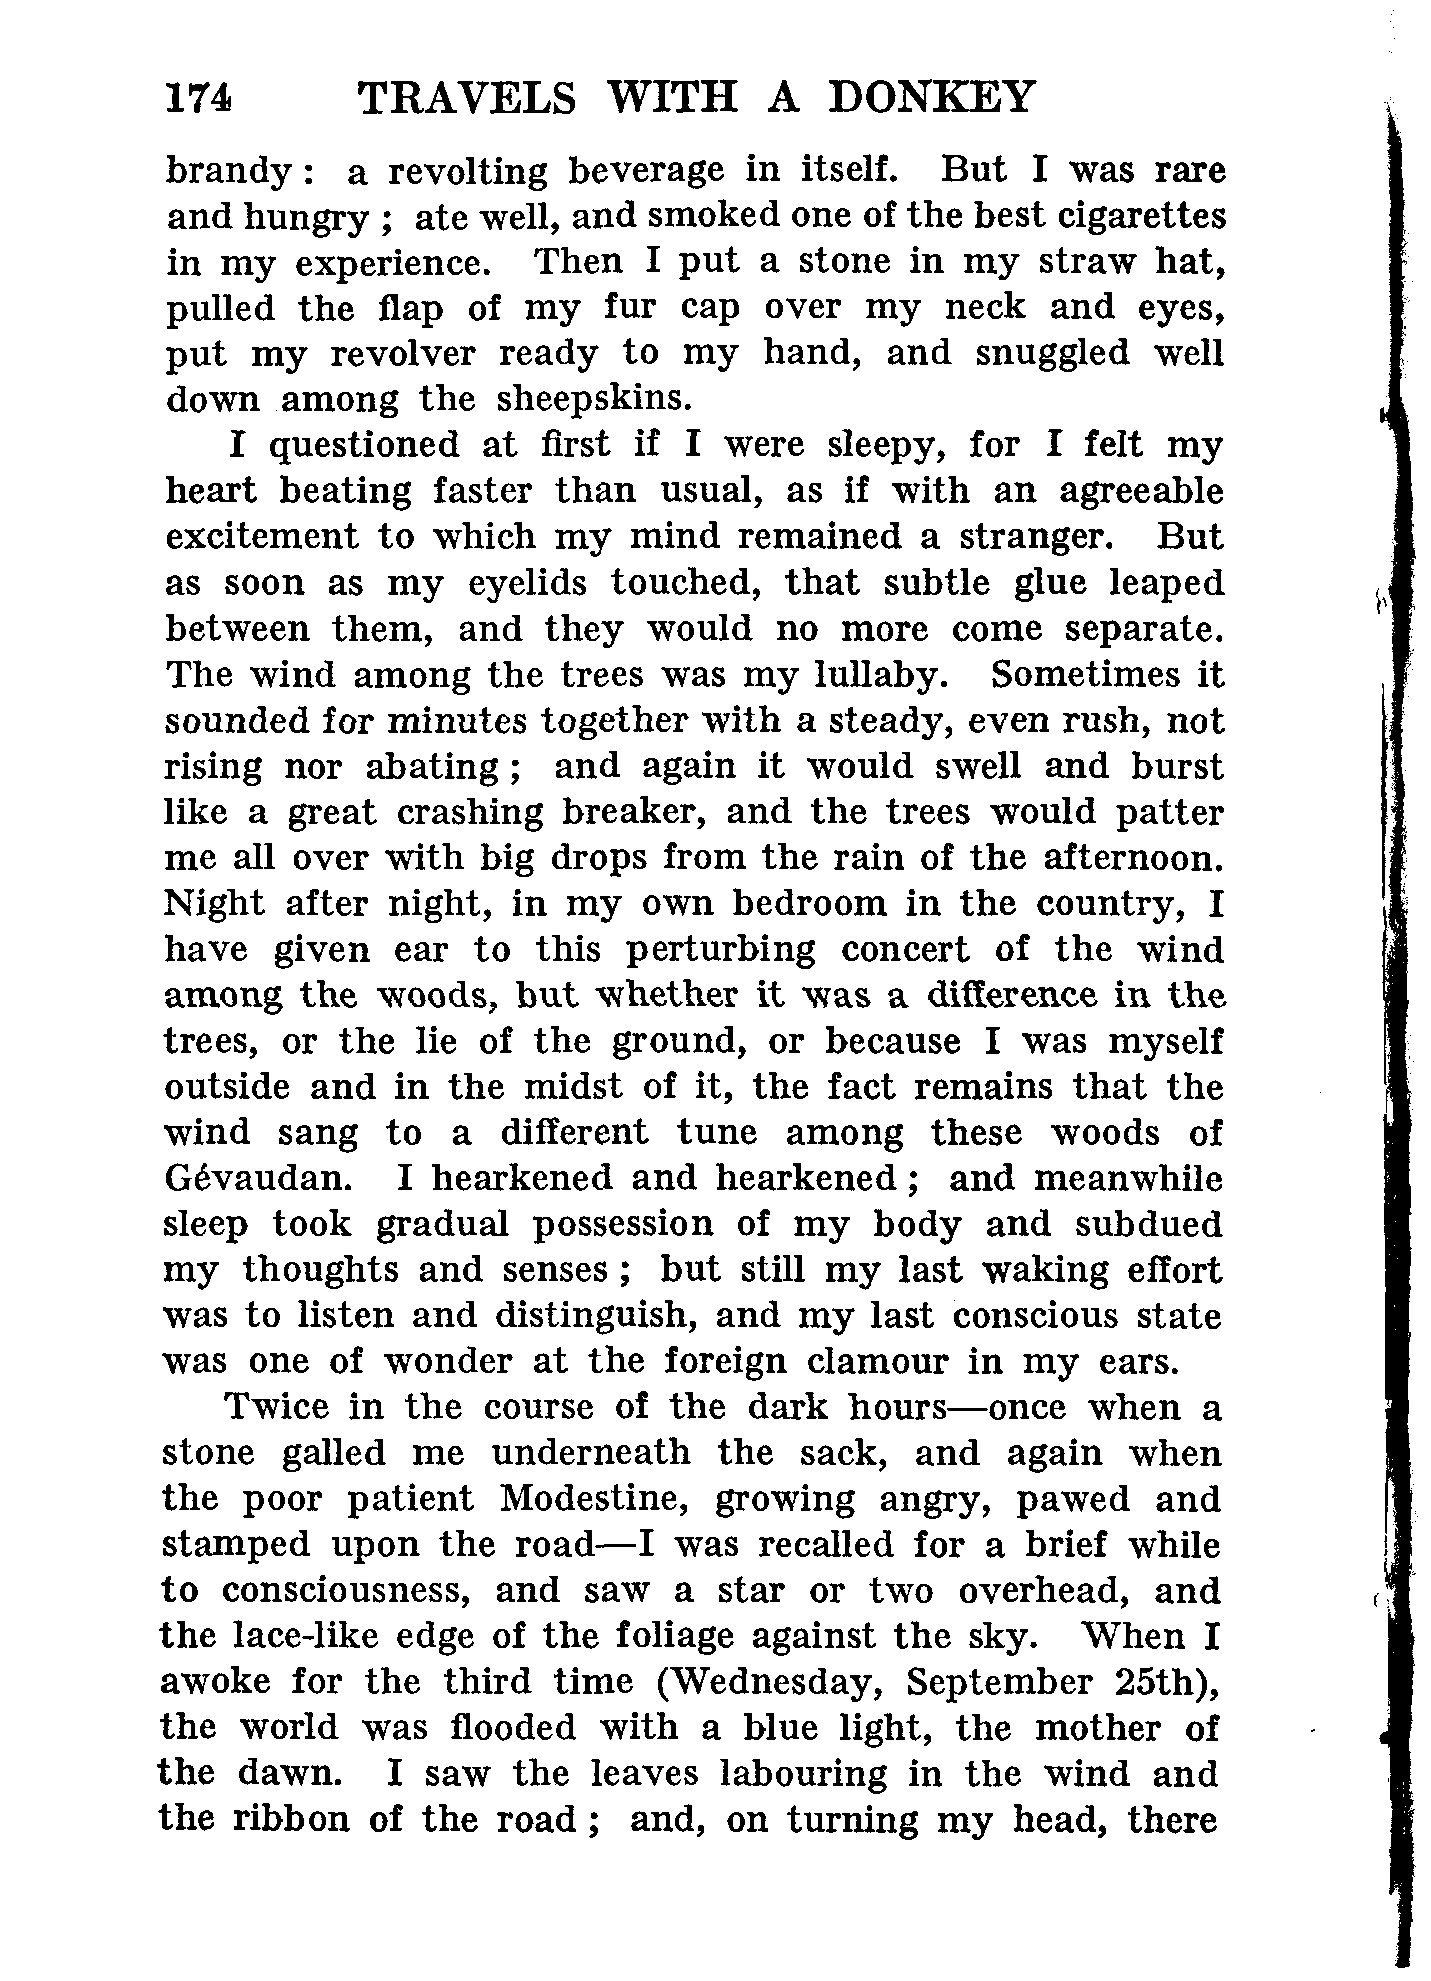 174 TRAVELS WITH A DONKEY
brandy : a revolting beverage in itself. But I was rare
and hungry ; ate well, and smoked one of the best cigarettes
in my experience. Then I put a stone in my straw hat,
pulled the flap of my fur cap over my neck and eyes,
put my revolver ready to my hand, and snuggled well
down among the sheepskins.
I questioned at first if I were sleepy, for I felt my
heart beating faster than usual, as if with an agreeable
excitement to which my mind remained a stranger. But
as soon as my eyelids touched, that subtle glue leaped
between them, and they would no more come separate.
The wind among the trees was my lullaby. Sometimes it
sounded for minutes together with a steady, even rush, not
rising nor abating ; and again it would swell and burst
like a great crashing breaker, and the trees would patter
me all over with big drops from the rain of the afternoon.
Night after night, in my own bedroom in the country, I
have given ear to this perturbing concert of the wind
among the woods, but whether it was a difference in the
trees, or the lie of the ground, or because I was myself
outside and in the midst of it, the fact remains that the
wind sang to a different tune among these woods of
Gévaudan. I hearkened and hearkened ; and meanwhile
sleep took gradual possession of my body and subdued
my thoughts and senses ; but still my last waking effort
was to listen and distinguish, and my last conscious state
was one of wonder at the foreign clamour in my ears.
Twice in the course of the dark hours—once when a
stone galled me underneath the sack, and again when
the poor patient Modestine, growing angry, pawed and
stamped upon the road—I was recalled for a brief while
to consciousness, and saw a star or two overhead, and
the lace-like edge of the foliage against the sky. When I
awoke for the third time (Wednesday, September 25th),
the world was flooded with a blue light, the mother of
the dawn. I saw the leaves labouring in the wind and
the ribbon of the road ; and, on turning my head, there